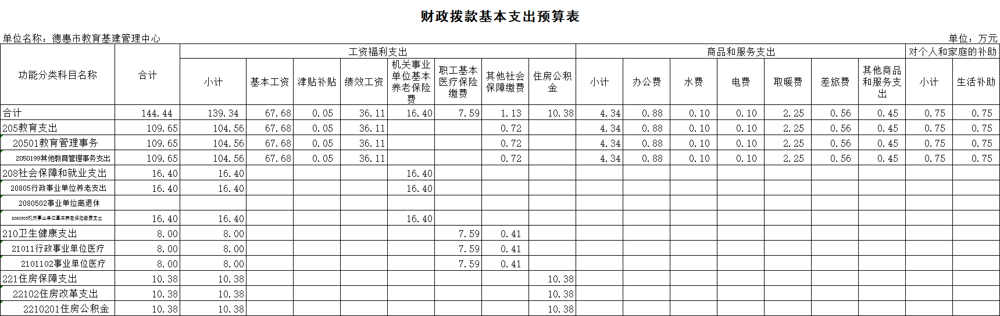 财政拨款基本支出预算表
单位名称：德惠市教育基建管理中心 单位：万元
功能分类科目名称 合计 工资福利支出 商品和服务支出 对个人和家庭的补助
小计 基本工资 津贴补贴 绩效工资 机关事业单位基本养老保险费 职工基本医疗保险缴费 其他社会保障缴费 住房公积金 小计 办公费 水费 电费 取暖费 差旅费 其他商品和服务支出 小计 生活补助
合计 144.44 139.34 67.68 0.05 36.11 16.40 7.59 1.13 10.38 4.34 0.88 0.10 0.10 2.25 0.56 0.45 0.75 0.75
205教育支出 109.65 104.56 67.68 0.05 36.11 0.72 4.34 0.88 0.10 0.10 2.25 0.56 0.45 0.75 0.75
20501教育管理事务 109.65 104.56 67.68 0.05 36.11 0.72 4.34 0.88 0.10 0.10 2.25 0.56 0.45 0.75 0.75
2050199其他教育管理事务支出 109.65 104.56 67.68 0.05 36.11 0.72 4.34 0.88 0.10 0.10 2.25 0.56 0.45 0.75 0.75
208社会保障和就业支出 16.40 16.40 16.40
20805行政事业单位养老支出 16.40 16.40 16.40
2080502事业单位离退休
2080505机关事业单位基本养老保险缴费支出 16.40 16.40 16.40
210卫生健康支出 8.00 8.00 7.59 0.41
21011行政事业单位医疗 8.00 8.00 7.59 0.41
2101102事业单位医疗 8.00 8.00 7.59 0.41
221住房保障支出 10.38 10.38 10.38
22102住房改革支出 10.38 10.38 10.38
2210201住房公积金 10.38 10.38 10.38